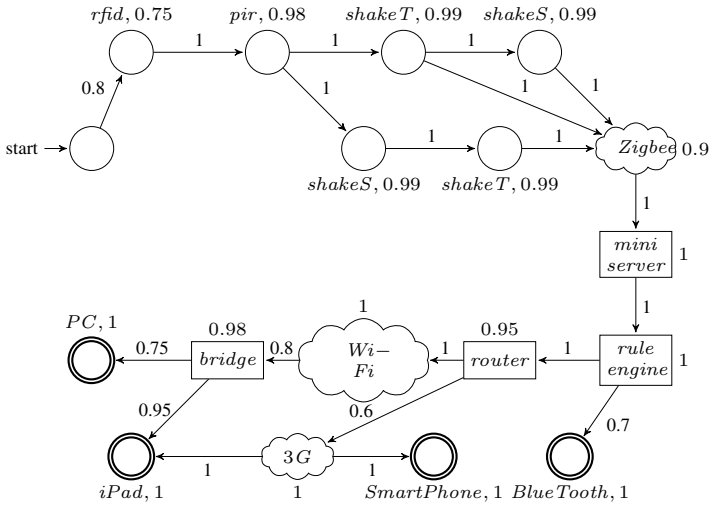 rfid, 0.75
pir, 0.98
shakeT, 0.99
shakeS, 0.99
1
1
1
0.8
1
1
1
start
1
1
Zigbee 0.9
shakeS, 0.99
shakeT, 0.99
1
mini
server
1
1
PC, 1
0.98
1
0.95
0.75
bridge
0.8
Wi–
Fi
1
router
1
rule
engine
1
0.95
0.6
0.7
1
3G
1
iPad, 1
1
SmartPhone, 1
BlueTooth, 1